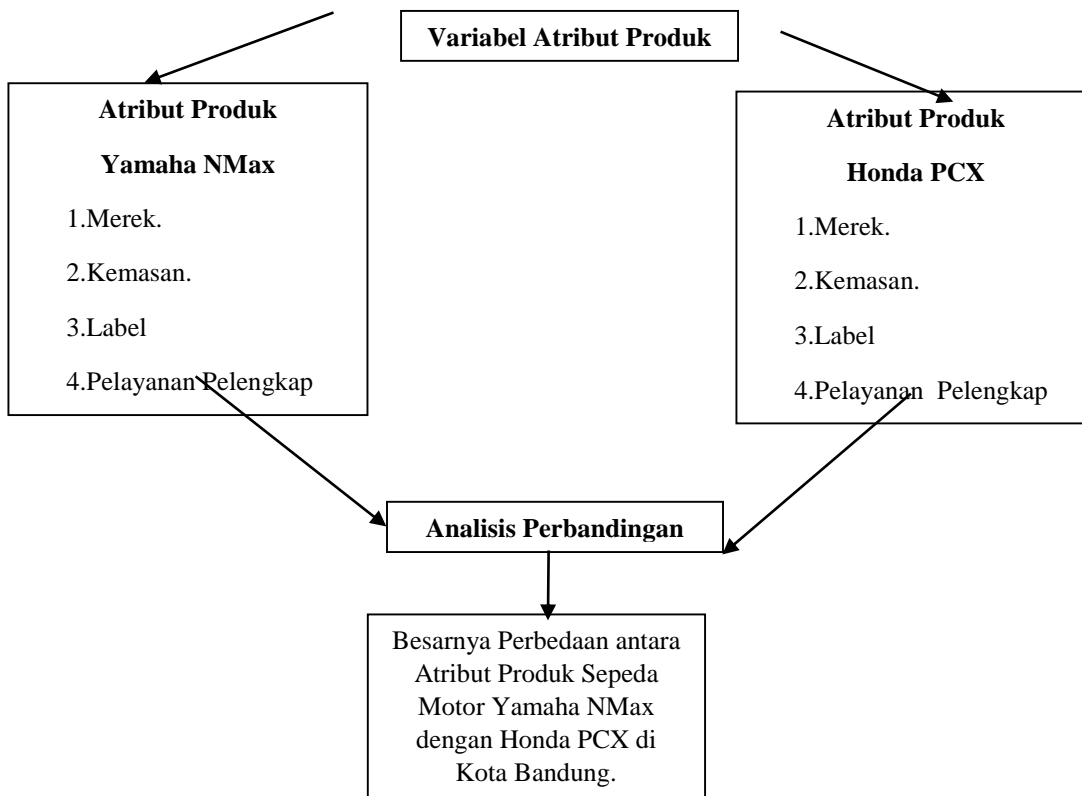 Variabel Atribut Produk
Atribut Produk
Yamaha NMax
1.Merek.
2.Kemasan.
3.Label
4.Pelayanan Pelengkap
Atribut Produk
Honda PCX
1.Merek.
2.Kemasan.
3.Label
4.Pelayanan  Pelengkap
Analisis Perbandingan
Besarnya Perbedaan antara
Atribut Produk Sepeda
Motor Yamaha NMax
dengan Honda PCX di
Kota Bandung.